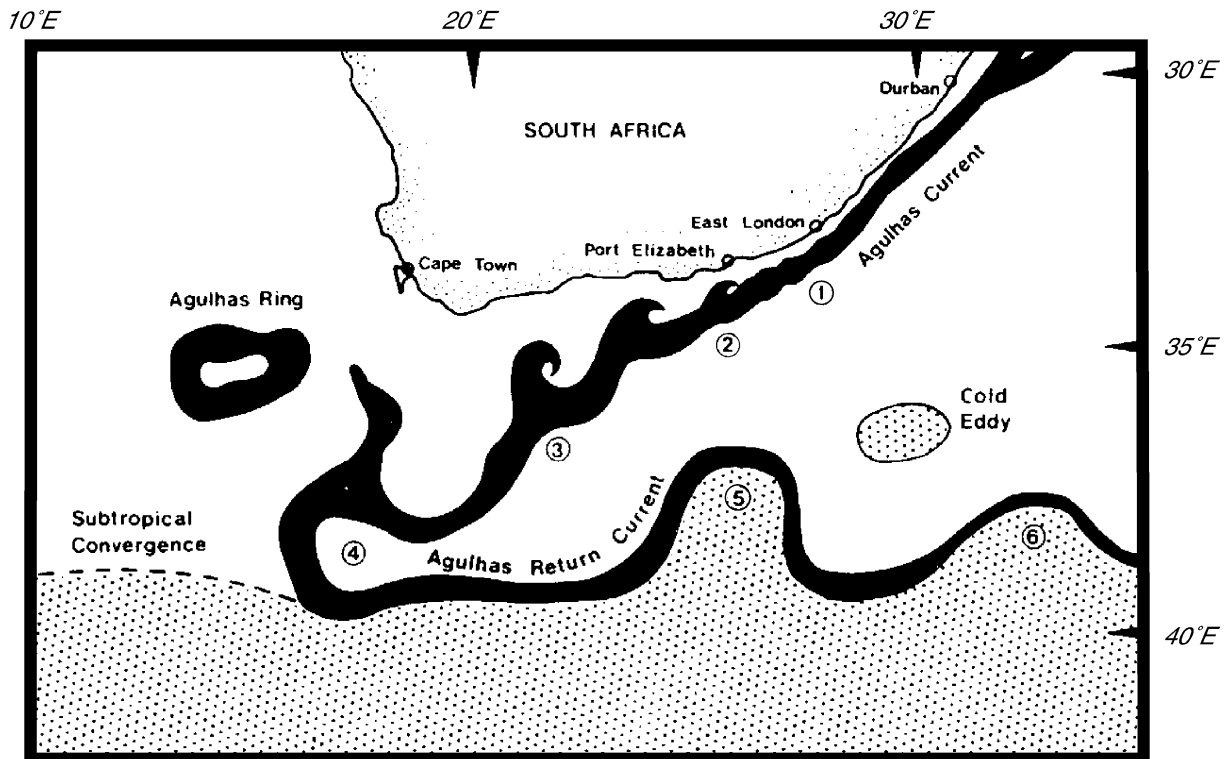 10°E 20°E 30°E
30°E
Durban
SOUTH AFRICA
Agulhas Current
East London
Port Elizabeth
Cape Town
①
Agulhas Ring
②
35°E
Cold
Eddy
③
⑤
Subtropical
Convergence
④
Agulhas Return Current
⑥
40°E